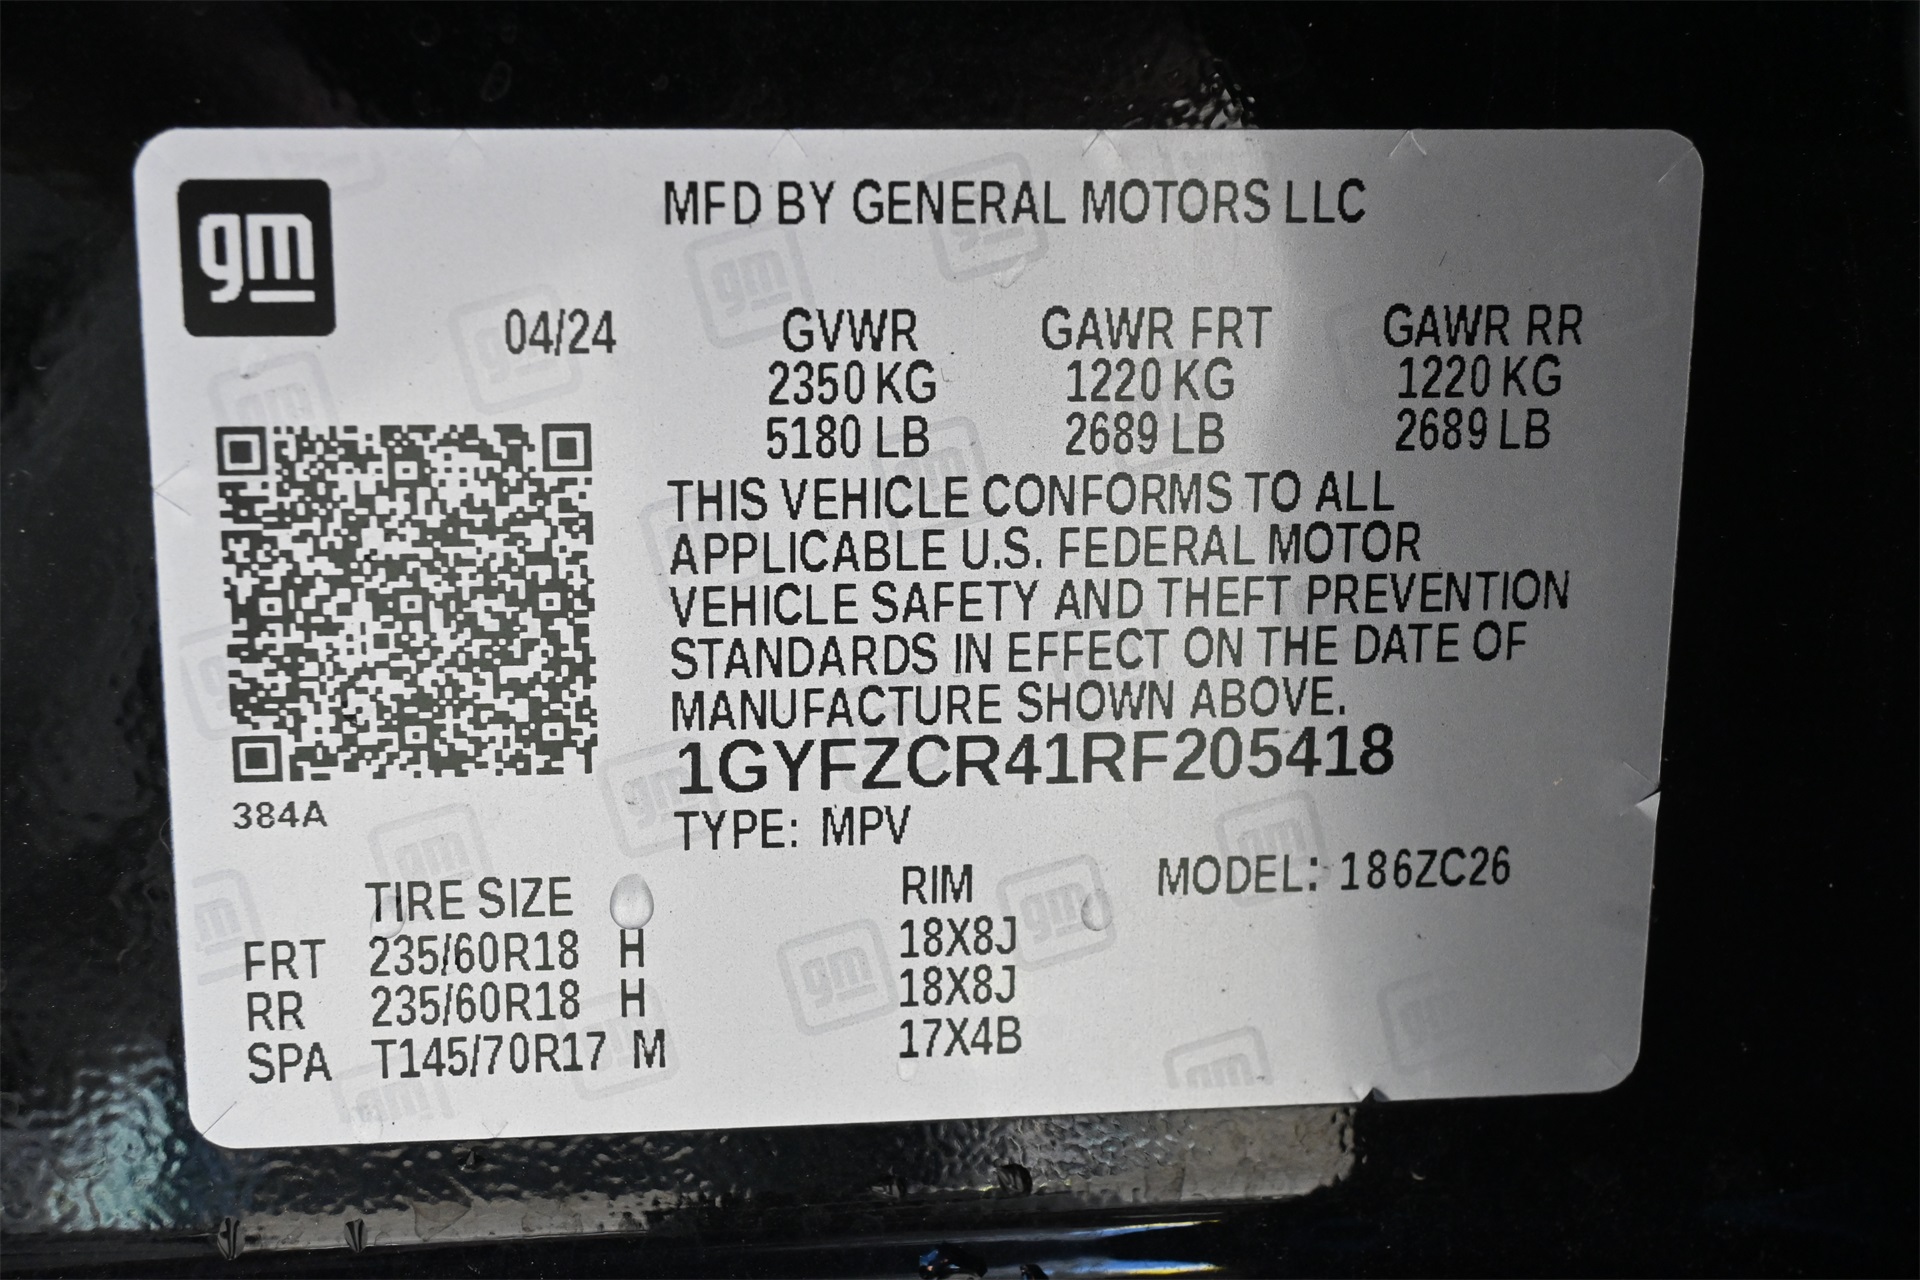 gm
MFD BY GENERAL MOTORS LLC
04/24 GVWR GAWR FRT GAWR RR
2350 KG 1220 KG 1220 KG
5180 LB 2689 LB 2689 LB
THIS VEHICLE CONFORMS TO ALL
APPLICABLE U.S. FEDERAL MOTOR
VEHICLE SAFETY AND THEFT PREVENTION
STANDARDS IN EFFECT ON THE DATE OF
MANUFACTURE SHOWN ABOVE.
1GYFZCR41RF205418
384A
TYPE: MPV
MODEL: 186ZC26
TIRE SIZE RIM
FRT 235/60R18 H 18X8J
RR 235/60R18 H 18X8J
SPA T145/70R17 M 17X4B